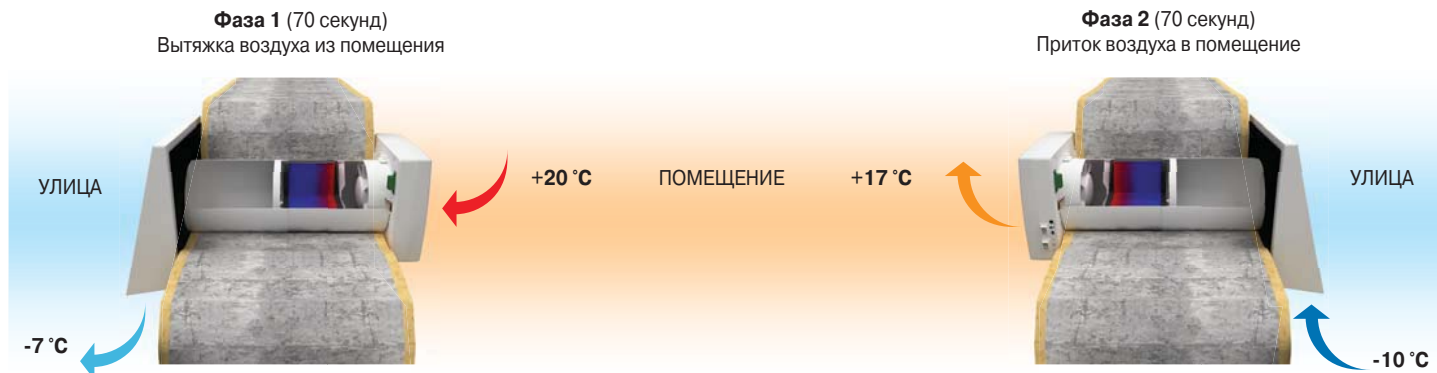 Фаза 1 (70 секунд)
Вытяжка воздуха из помещения
Фаза 2 (70 секунд)
Приток воздуха в помещение
УЛИЦА
+20 °C
ПОМЕЩЕНИЕ
+17 °C
УЛИЦА
-7 °C
-10 °C